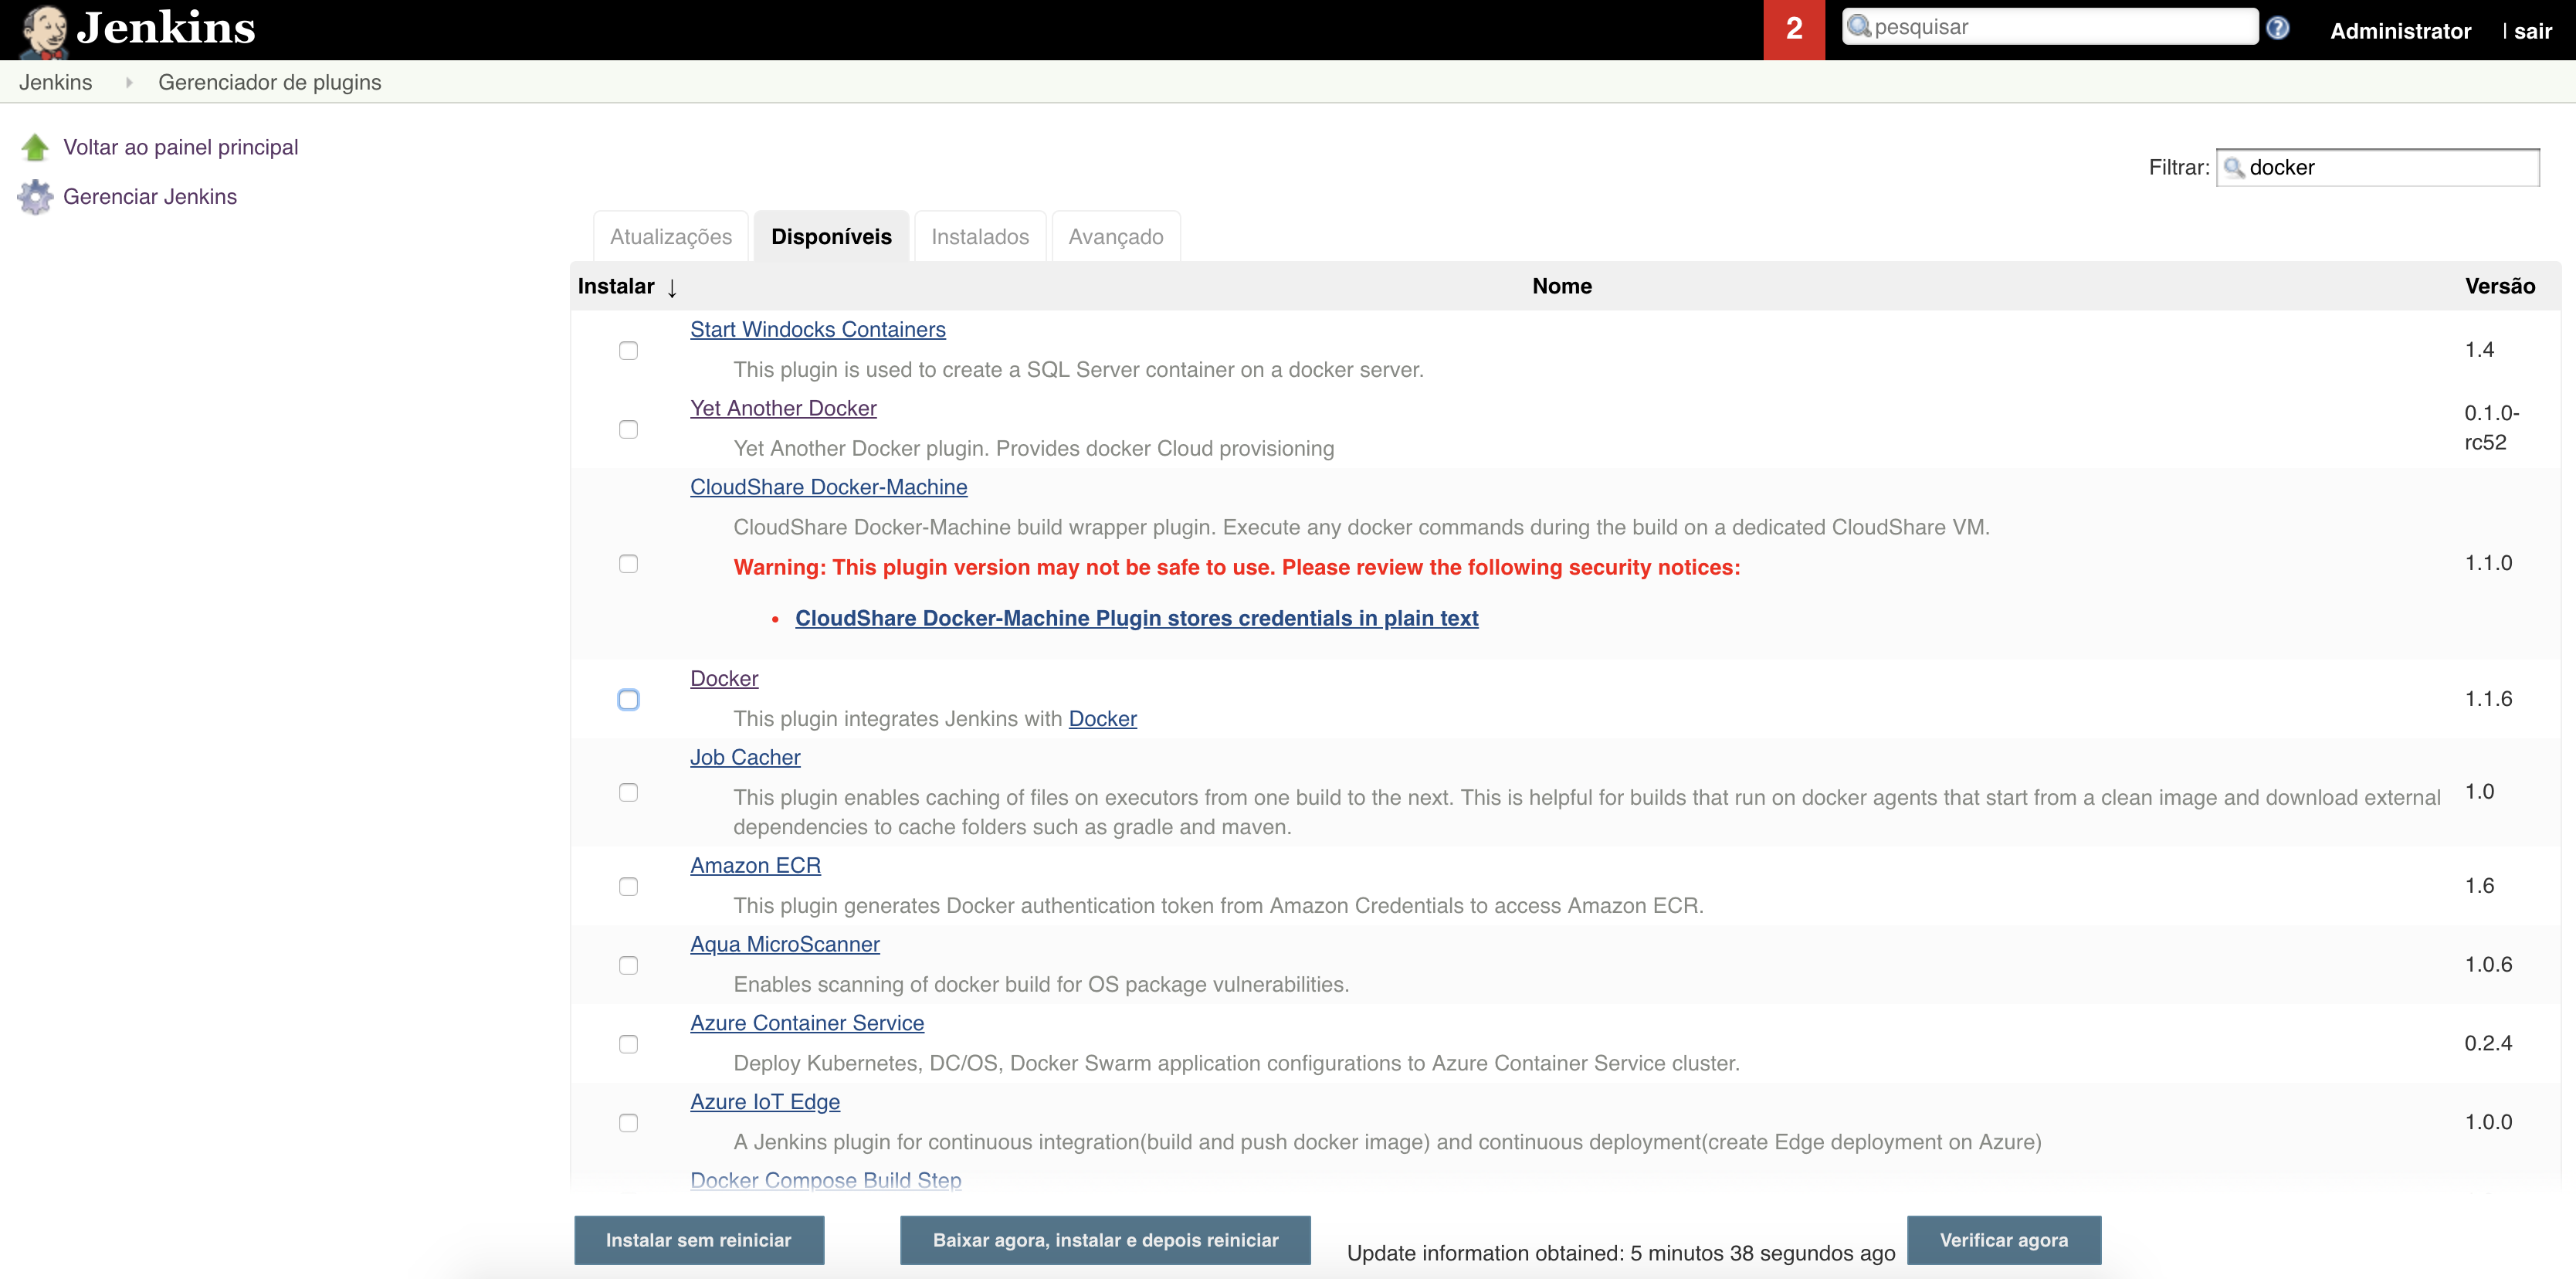 Jenkins
2
pesquisar
Administrator
| sair
Jenkins
Gerenciador de plugins
Voltar ao painel principal
Gerenciar Jenkins
Filtrar: docker
Atualizações
Disponíveis
Instalados
Avançado
Instalar ↓
Nome
Versão
Start Windocks Containers
This plugin is used to create a SQL Server container on a docker server.
1.4
Yet Another Docker
Yet Another Docker plugin. Provides docker Cloud provisioning
0.1.0-
rc52
CloudShare Docker-Machine
CloudShare Docker-Machine build wrapper plugin. Execute any docker commands during the build on a dedicated CloudShare VM.
Warning: This plugin version may not be safe to use. Please review the following security notices:
• CloudShare Docker-Machine Plugin stores credentials in plain text
1.1.0
Docker
This plugin integrates Jenkins with Docker
1.1.6
Job Cacher
This plugin enables caching of files on executors from one build to the next. This is helpful for builds that run on docker agents that start from a clean image and download external
dependencies to cache folders such as gradle and maven.
1.0
Amazon ECR
This plugin generates Docker authentication token from Amazon Credentials to access Amazon ECR.
1.6
Aqua MicroScanner
Enables scanning of docker build for OS package vulnerabilities.
1.0.6
Azure Container Service
Deploy Kubernetes, DC/OS, Docker Swarm application configurations to Azure Container Service cluster.
0.2.4
Azure IoT Edge
A Jenkins plugin for continuous integration(build and push docker image) and continuous deployment(create Edge deployment on Azure)
1.0.0
Docker Compose Build Step
Instalar sem reiniciar
Baixar agora, instalar e depois reiniciar
Update information obtained: 5 minutos 38 segundos ago
Verificar agora